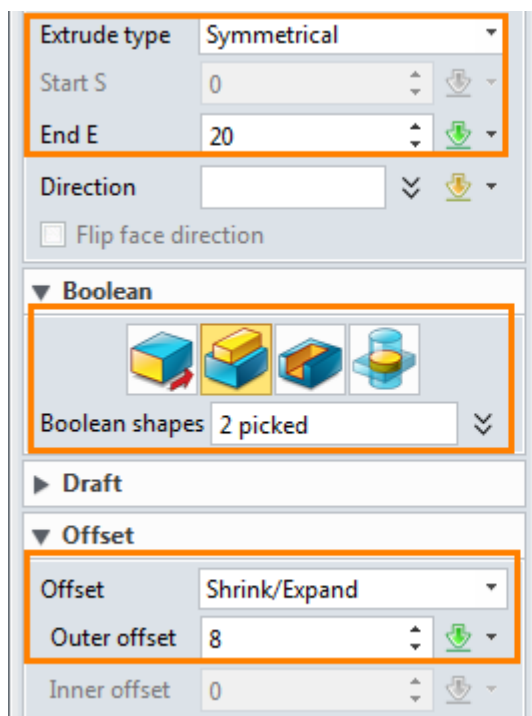 Extrude type Symmetrical
Start S 0
End E 20
Direction
Flip face direction
Boolean
Boolean shapes 2 picked
Draft
Offset
Offset Shrink/Expand
Outer offset 8
Inner offset 0